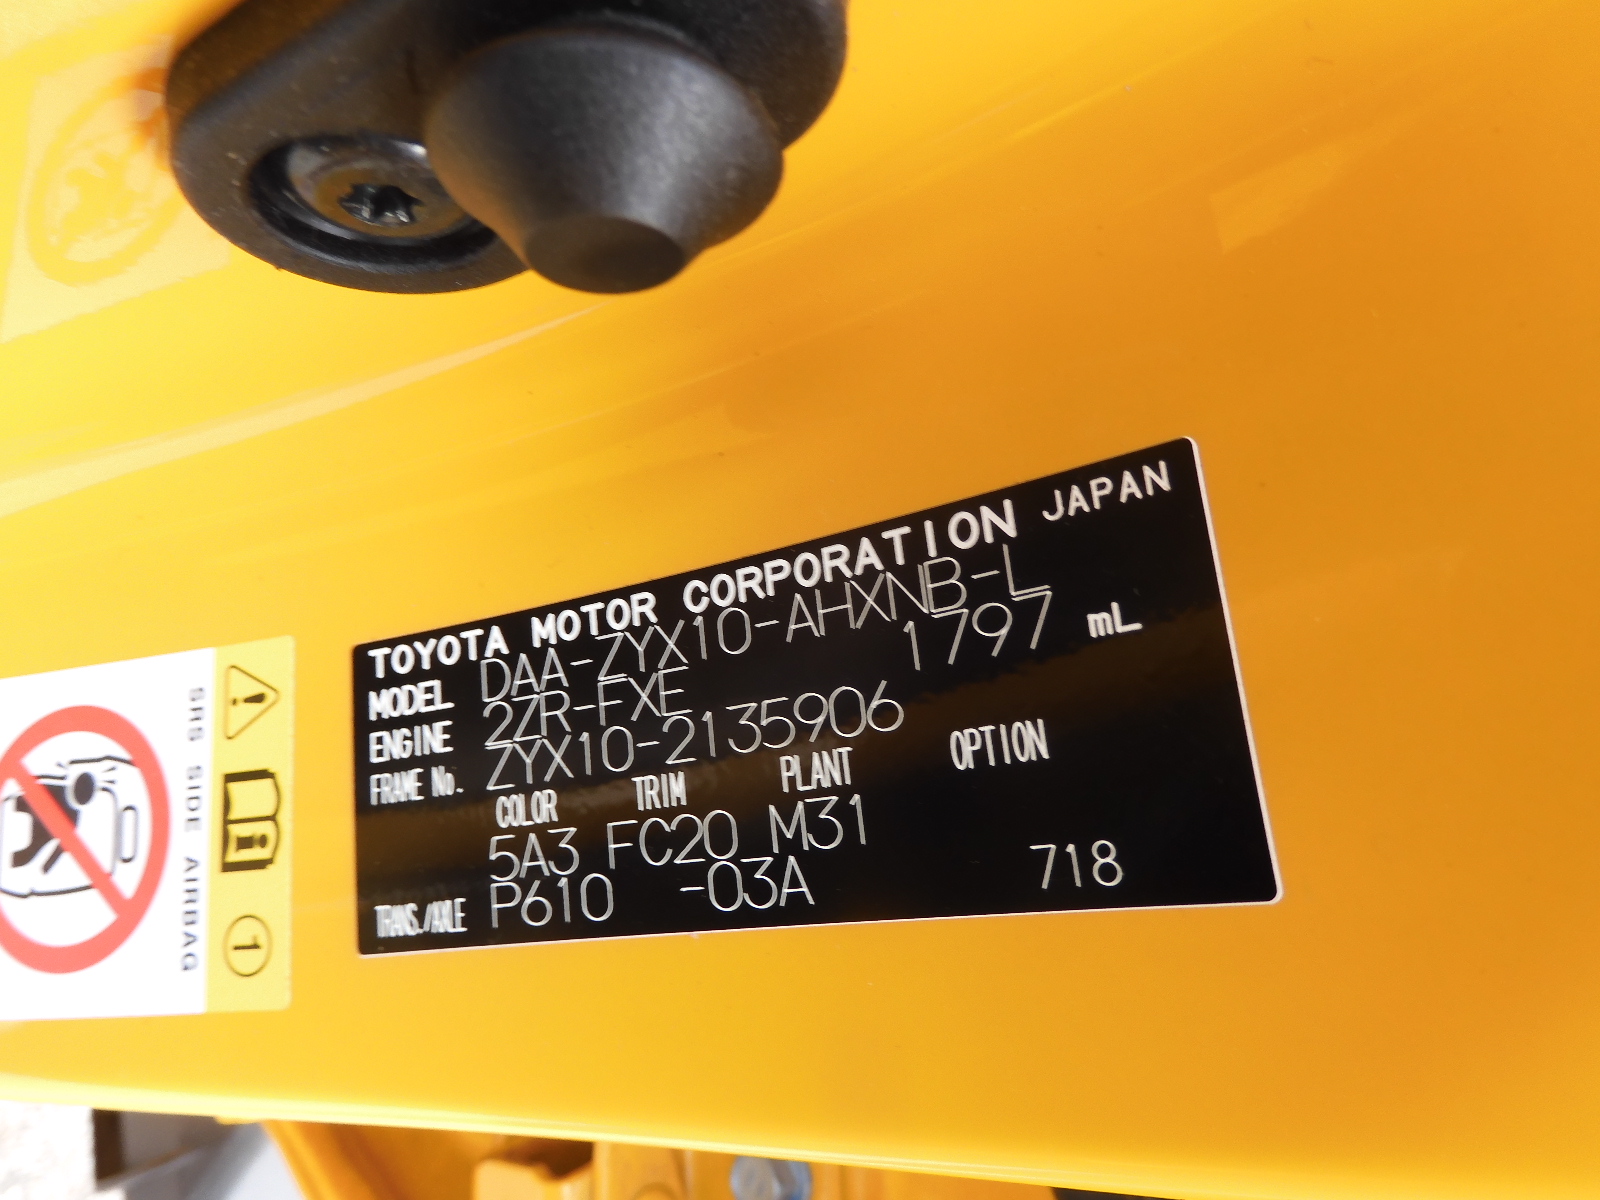 TOYOTA MOTOR CORPORATION JAPAN
MODEL DAA-ZYX10-AHXNB-L
ENGINE 2ZR-FXE 1797 mL
FRAME No. ZYX10-2135906
COLOR TRIM PLANT OPTION
5A3 FC20 M31
TRANS./AXLE P610 -03A 718
SRS SIDE AIRBAG
1